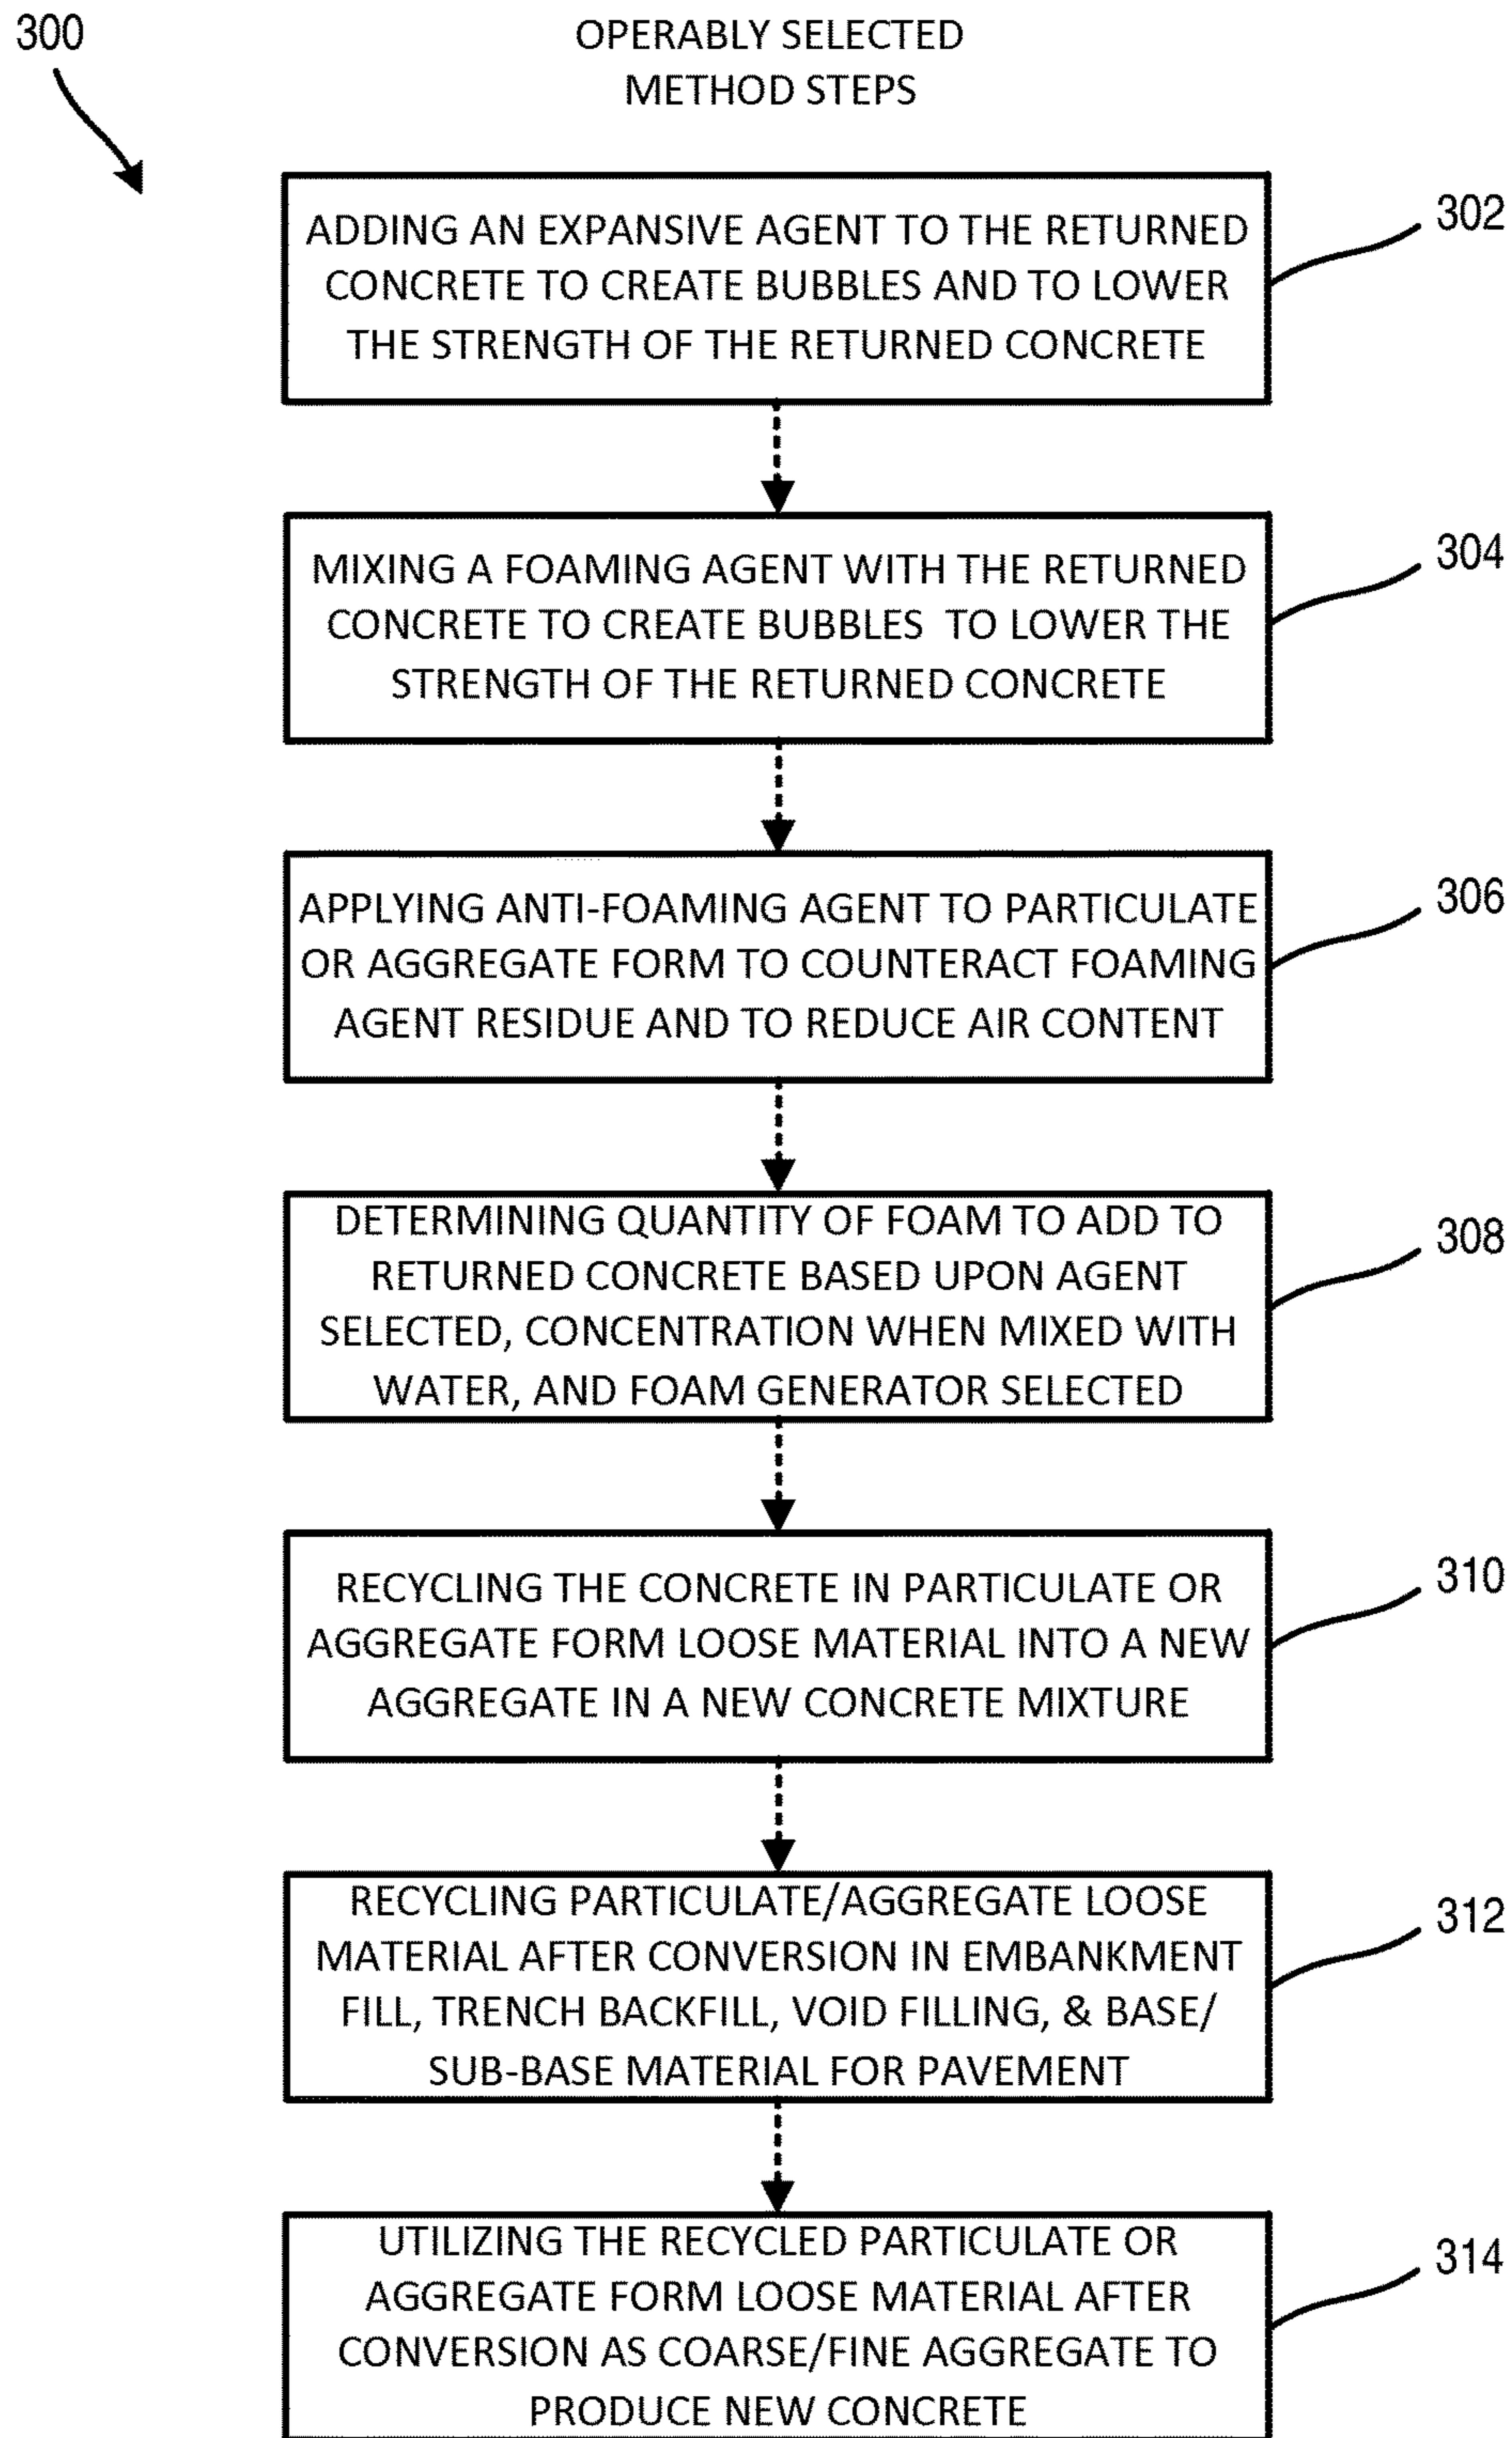 300
OPERABLY SELECTED
METHOD STEPS
ADDING AN EXPANSIVE AGENT TO THE RETURNED
CONCRETE TO CREATE BUBBLES AND TO LOWER
THE STRENGTH OF THE RETURNED CONCRETE
302
MIXING A FOAMING AGENT WITH THE RETURNED
CONCRETE TO CREATE BUBBLES  TO LOWER THE
STRENGTH OF THE RETURNED CONCRETE
304
APPLYING ANTI-FOAMING AGENT TO PARTICULATE
OR AGGREGATE FORM TO COUNTERACT FOAMING
AGENT RESIDUE AND TO REDUCE AIR CONTENT
306
DETERMINING QUANTITY OF FOAM TO ADD TO
RETURNED CONCRETE BASED UPON AGENT
SELECTED, CONCENTRATION WHEN MIXED WITH
WATER, AND FOAM GENERATOR SELECTED
308
RECYCLING THE CONCRETE IN PARTICULATE OR
AGGREGATE FORM LOOSE MATERIAL INTO A NEW
AGGREGATE IN A NEW CONCRETE MIXTURE
310
RECYCLING PARTICULATE/AGGREGATE LOOSE
MATERIAL AFTER CONVERSION IN EMBANKMENT
FILL, TRENCH BACKFILL, VOID FILLING, & BASE/
SUB-BASE MATERIAL FOR PAVEMENT
312
UTILIZING THE RECYCLED PARTICULATE OR
AGGREGATE FORM LOOSE MATERIAL AFTER
CONVERSION AS COARSE/FINE AGGREGATE TO
PRODUCE NEW CONCRETE
314